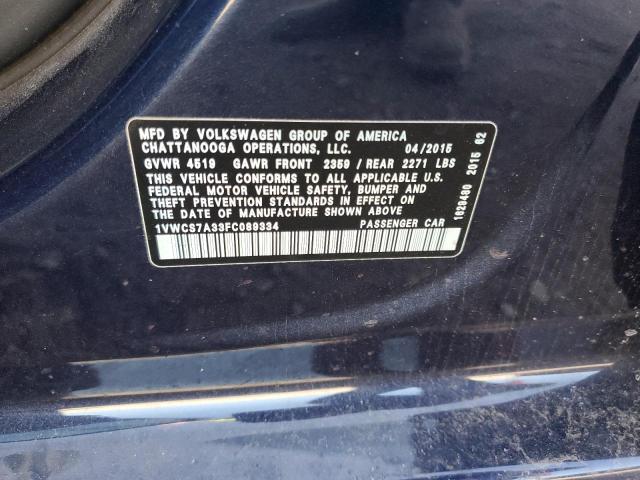 MFD BY VOLKSWAGEN GROUP OF AMERICA
CHATTANOOGA OPERATIONS, LLC. 04/2015
GVWR 4519 GAWR FRONT 2359 / REAR 2271 LBS
THIS VEHICLE CONFORMS TO ALL APPLICABLE U.S.
FEDERAL MOTOR VEHICLE SAFETY, BUMPER AND
THEFT PREVENTION STANDARDS IN EFFECT ON
THE DATE OF MANUFACTURE SHOWN ABOVE
1VWCS7A33FC089334 PASSENGER CAR
1629490 2015 62